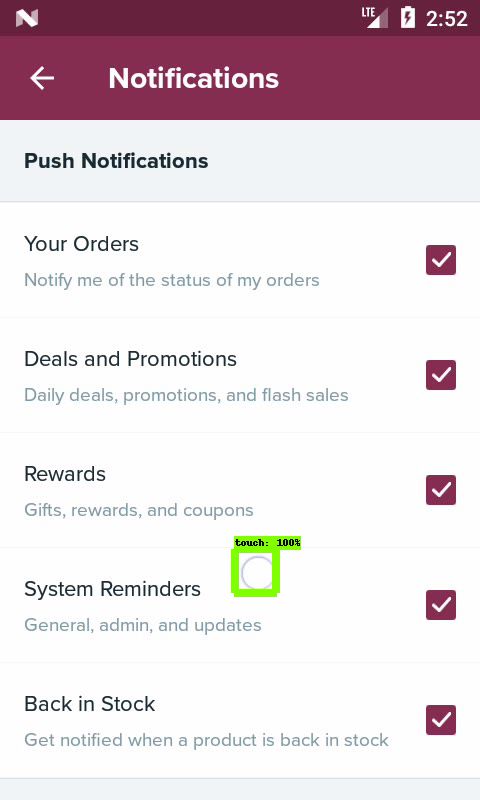 LTE 2:52
Notifications
Push Notifications
Your Orders
Notify me of the status of my orders
Deals and Promotions
Daily deals, promotions, and flash sales
Rewards
Gifts, rewards, and coupons
touch: 100%
System Reminders
General, admin, and updates
Back in Stock
Get notified when a product is back in stock